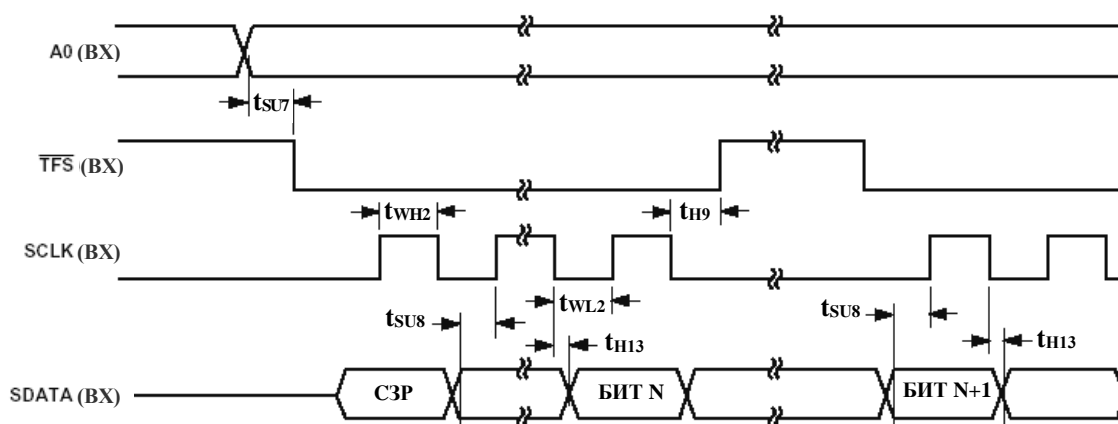 A0 (ВХ)
tSU7
TFS (ВХ)
tWH2
tH9
SCLK (ВХ)
tSU8
tWL2
tH13
tSU8
tH13
SDATA (ВХ)
СЗР
БИТ N
БИТ N+1